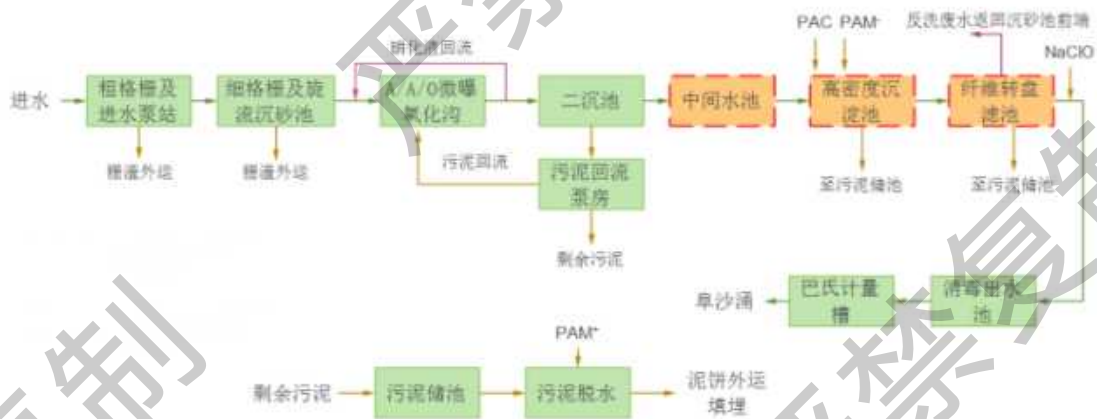 PAC PAM-
反洗废水返回沉砂池前端
NaClO
硝化液回流
进水
粗格栅及
进水泵站
细格栅及旋
流沉砂池
A/A/O微曝
氧化沟
二沉池
中间水池
高密度沉
淀池
纤维转盘
滤池
栅渣外运
栅渣外运
污泥回流
污泥回流
泵房
至污泥储池
至污泥储池
剩余污泥
阜沙涌
巴氏计量
槽
消毒出水
池
PAM+
剩余污泥
污泥储池
污泥脱水
泥饼外运
填埋
严禁复制